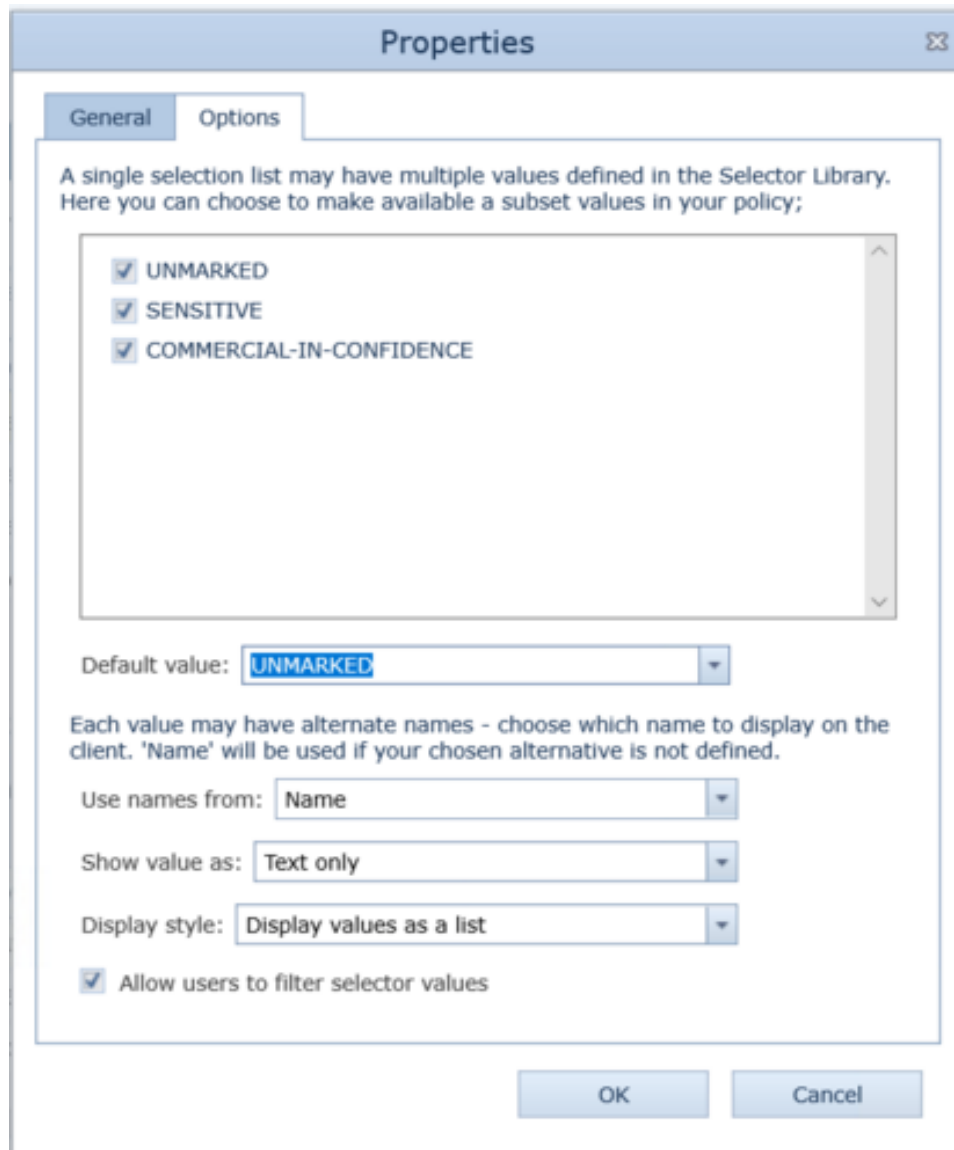 Properties
General Options
A single selection list may have multiple values defined in the Selector Library.
Here you can choose to make available a subset values in your policy;
UNMARKED
SENSITIVE
COMMERCIAL-IN-CONFIDENCE
Default value: UNMARKED
Each value may have alternate names - choose which name to display on the
client. 'Name' will be used if your chosen alternative is not defined.
Use names from: Name
Show value as: Text only
Display style: Display values as a list
Allow users to filter selector values
OK Cancel